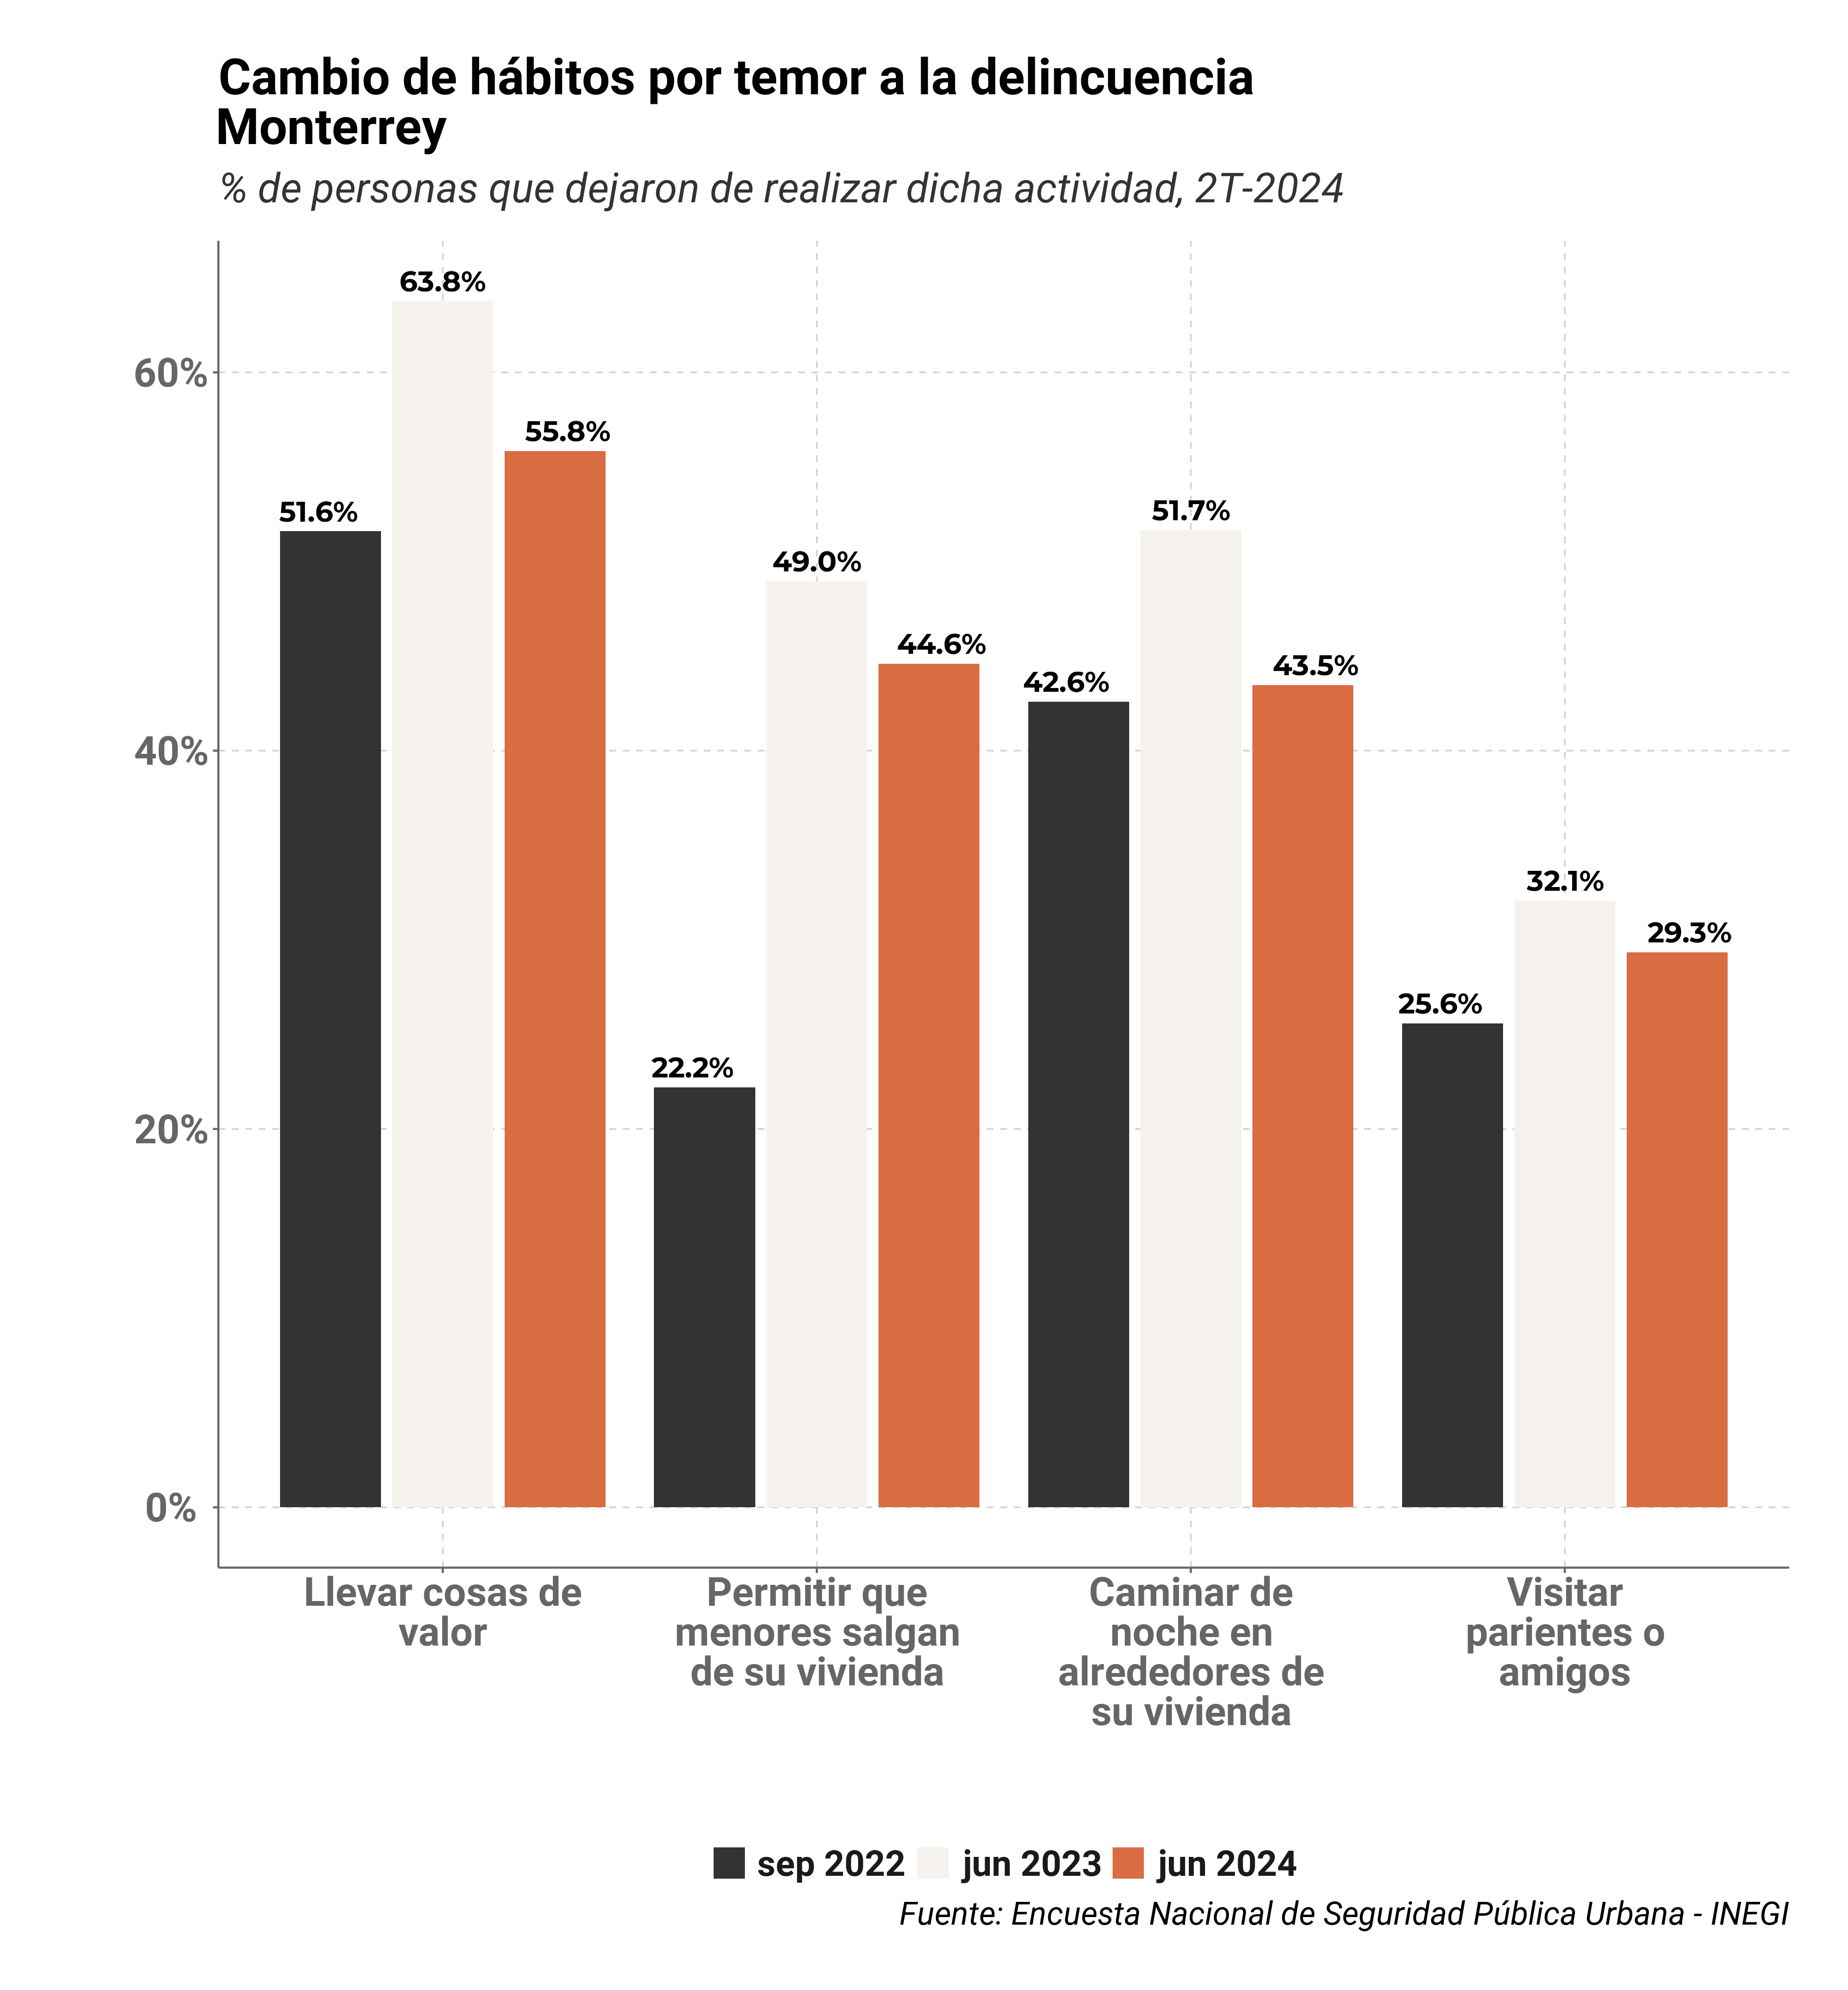 Cambio de hábitos por temor a la delincuencia
Monterrey
% de personas que dejaron de realizar dicha actividad, 2T-2024
63.8%
60%
55.8%
51.6%
51.7%
49.0%
44.6%
43.5%
42.6%
40%
32.1%
29.3%
25.6%
22.2%
20%
0%
Llevar cosas de
valor
Permitir que
menores salgan
de su vivienda
Caminar de
noche en
alrededores de
su vivienda
Visitar
parientes o
amigos
sep 2022 jun 2023 jun 2024
Fuente: Encuesta Nacional de Seguridad Pública Urbana - INEGI